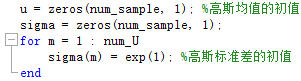 u = zeros(num_sample, 1); %高斯均值的初值
sigma = zeros(num_sample, 1);
for m = 1 : num_U
sigma(m) = exp(1); %高斯标准差的初值
end